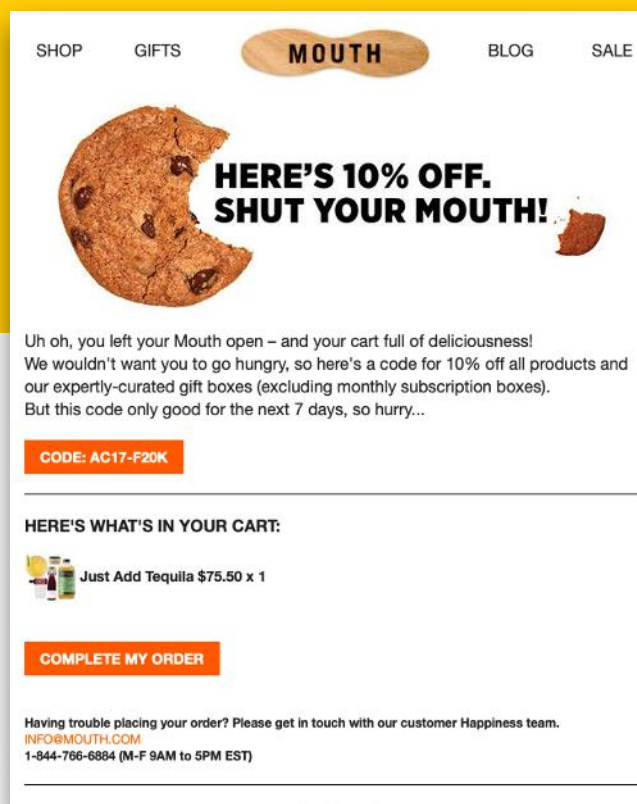 SHOP GIFTS MOUTH BLOG SALE
HERE'S 10% OFF.
SHUT YOUR MOUTH!
Uh oh, you left your Mouth open – and your cart full of deliciousness!
We wouldn't want you to go hungry, so here's a code for 10% off all products and
our expertly-curated gift boxes (excluding monthly subscription boxes).
But this code only good for the next 7 days, so hurry...
CODE: AC17-F20K
HERE'S WHAT'S IN YOUR CART:
Just Add Tequila $75.50 x 1
COMPLETE MY ORDER
Having trouble placing your order? Please get in touch with our customer Happiness team.
INFO@MOUTH.COM
1-844-766-6884 (M-F 9AM to 5PM EST)